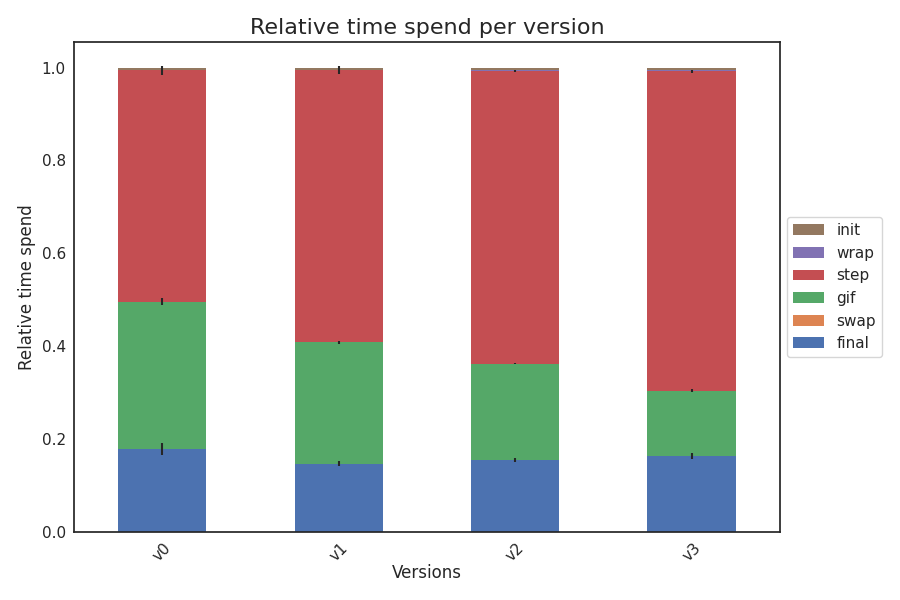 Relative time spend per version
Relative time spend
1.0
0.8
0.6
0.4
0.2
0.0
v0
v1
v2
v3
Versions
init
wrap
step
gif
swap
final